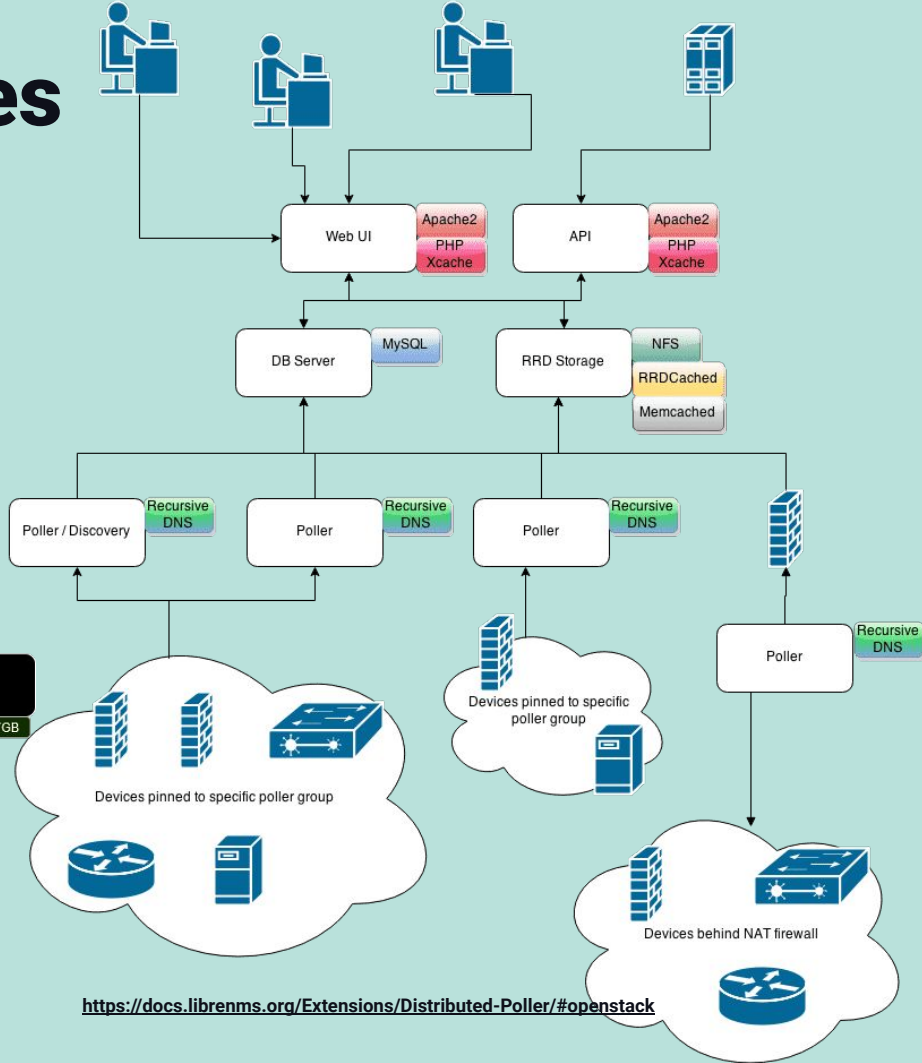 es
Web UI
Apache2
PHP
Xcache
API
Apache2
PHP
Xcache
DB Server
MySQL
RRD Storage
NFS
RRDCached
Memcached
Poller / Discovery
Recursive
DNS
Poller
Recursive
DNS
Poller
Recursive
DNS
Poller
Recursive
DNS
GB
Devices pinned to specific poller group
Devices pinned to specific
poller group
Devices behind NAT firewall
https://docs.librenms.org/Extensions/Distributed-Poller/#openstack